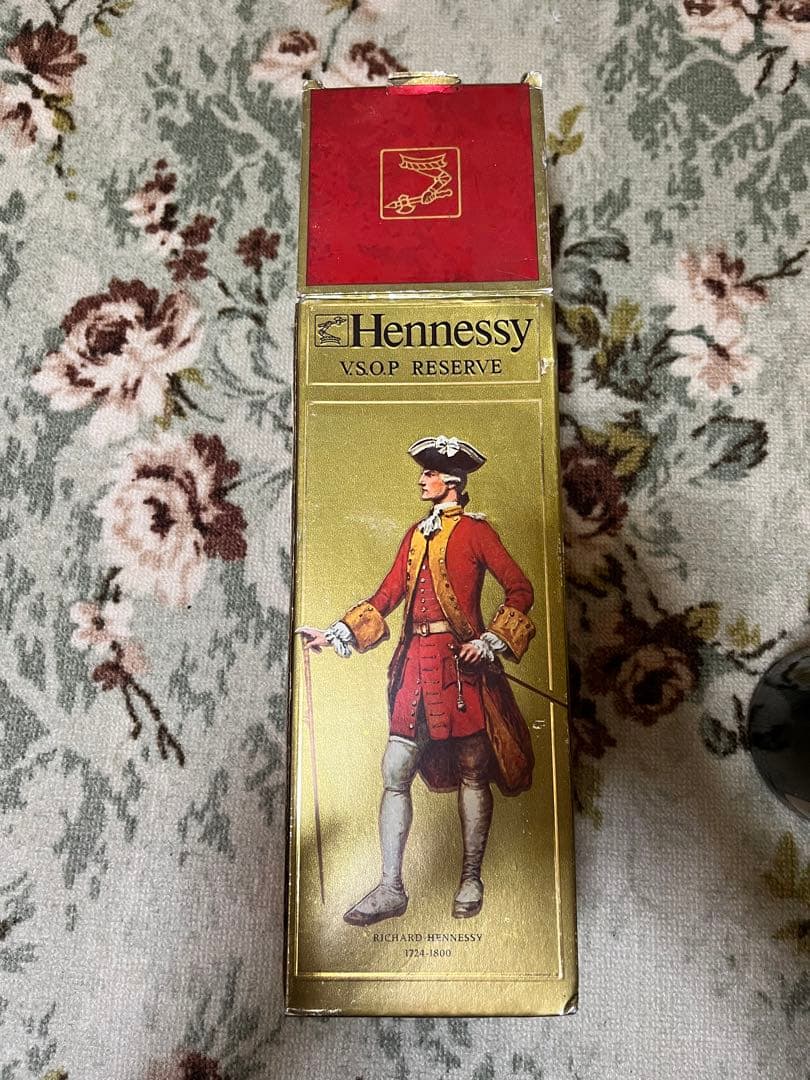 Hennessy
V.S.O.P RESERVE
RICHARD HENNESSY
1724-1800